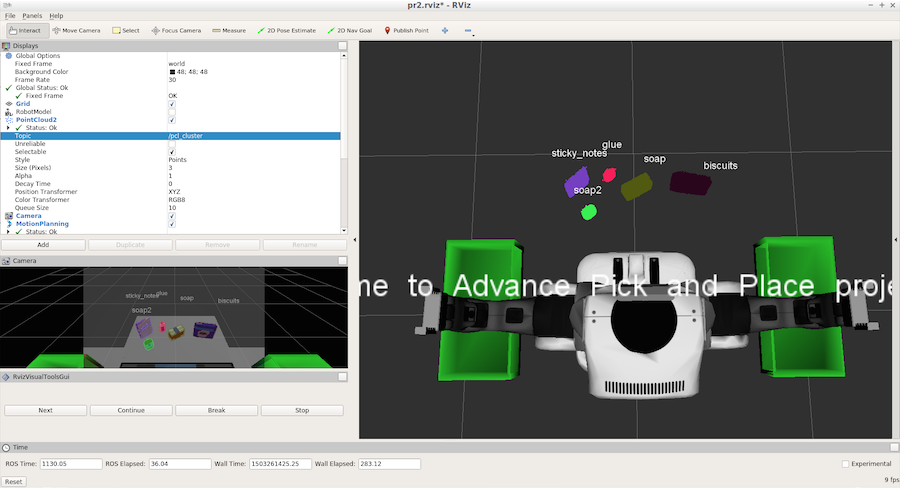 pr2.rviz* - RViz
File Panels Help
Interact Move Camera Select Focus Camera Measure 2D Pose Estimate 2D Nav Goal Publish Point
Displays
Global Options
Fixed Frame world
Background Color 48; 48; 48
Frame Rate 30
Global Status: Ok
Fixed Frame OK
Grid
RobotModel
PointCloud2
Status: Ok
Topic /pcl_cluster
Unreliable
Selectable
Style Points
Size (Pixels) 3
Alpha 1
Decay Time 0
Position Transformer XYZ
Color Transformer RGB8
Queue Size 10
Camera
MotionPlanning
Status: Ok
Add Duplicate Remove Rename
Camera
sticky_notes glue soap biscuits
soap2
RvizVisualToolsGui
Next Continue Break Stop
glue
sticky_notes
soap
biscuits
soap2
me to Advance Pick and Place proje
Time
ROS Time: 1130.05 ROS Elapsed: 36.04 Wall Time: 1503261425.25 Wall Elapsed: 283.12 Experimental
Reset 9 fps